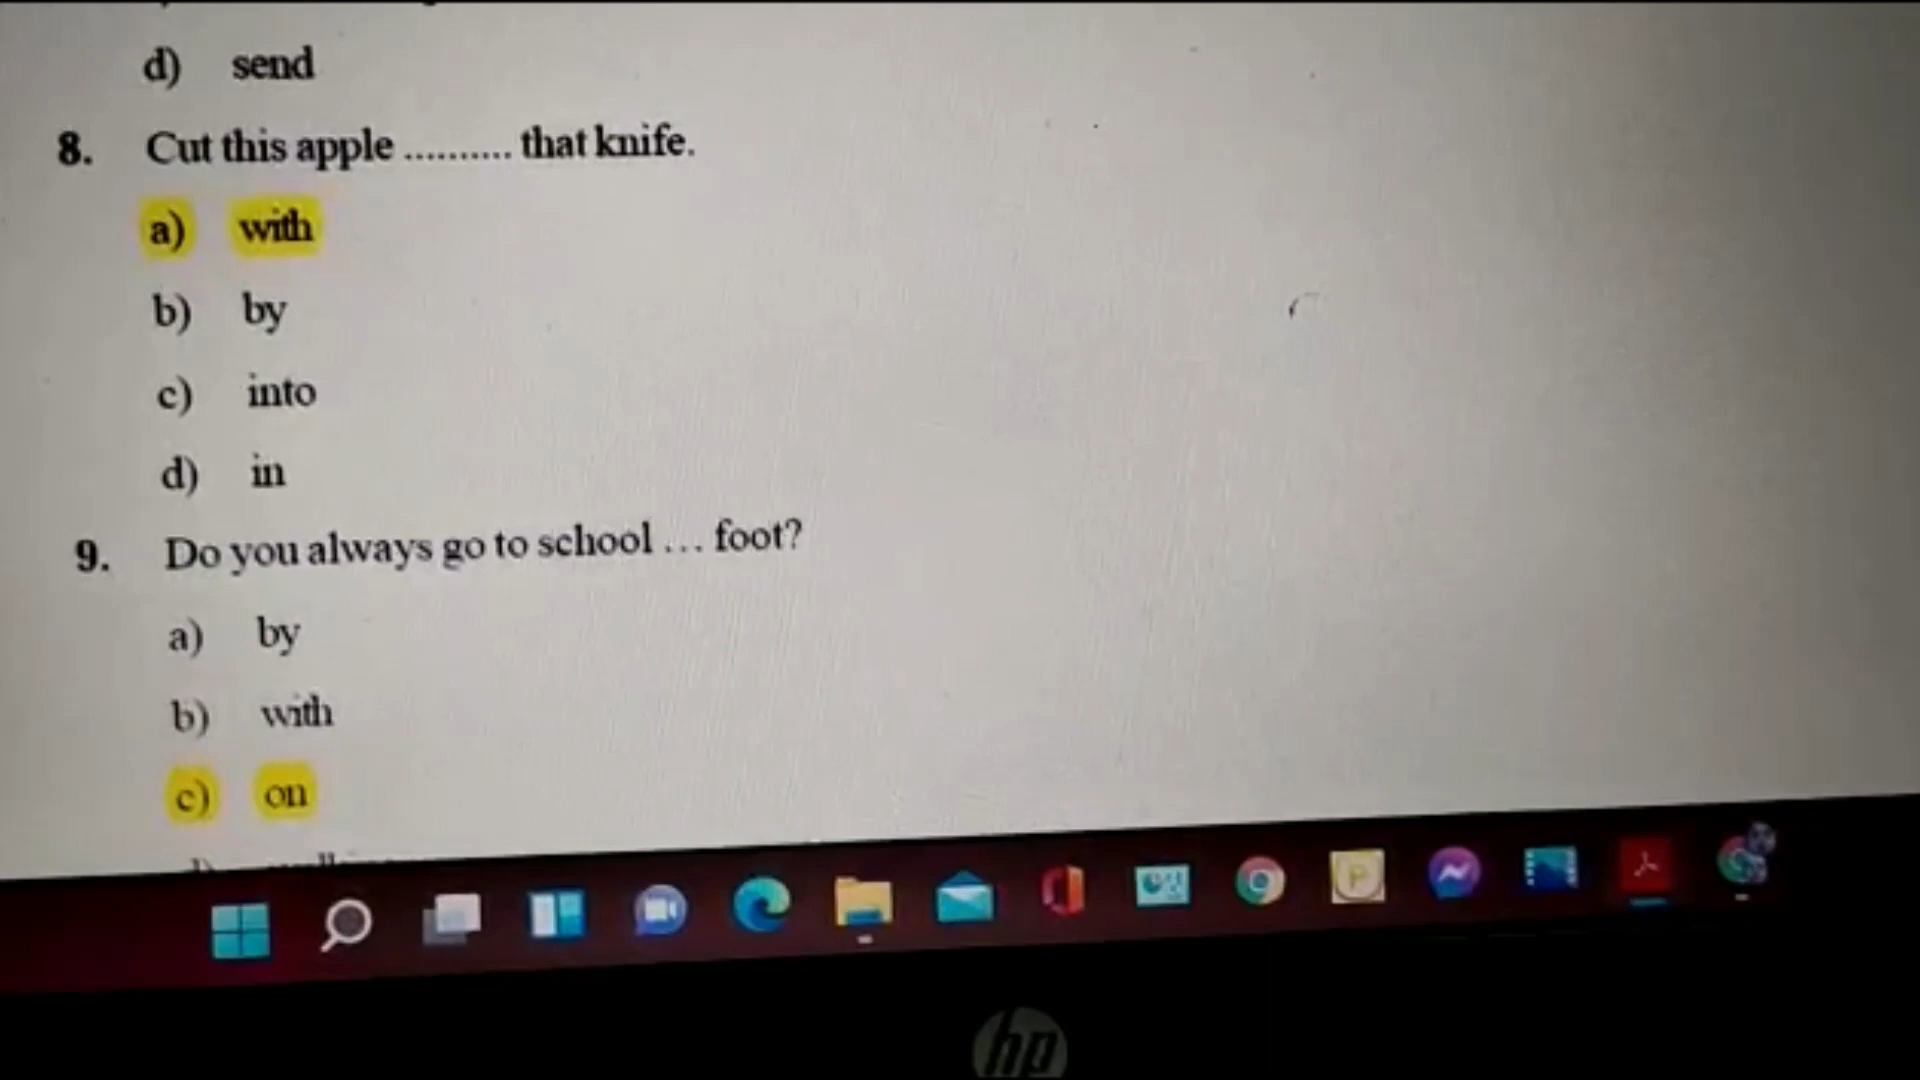 d) send
8. Cut this apple .......... that knife.
a) with
b) by
c) into
d) in
9. Do you always go to school ... foot?
a) by
b) with
c) on
hp